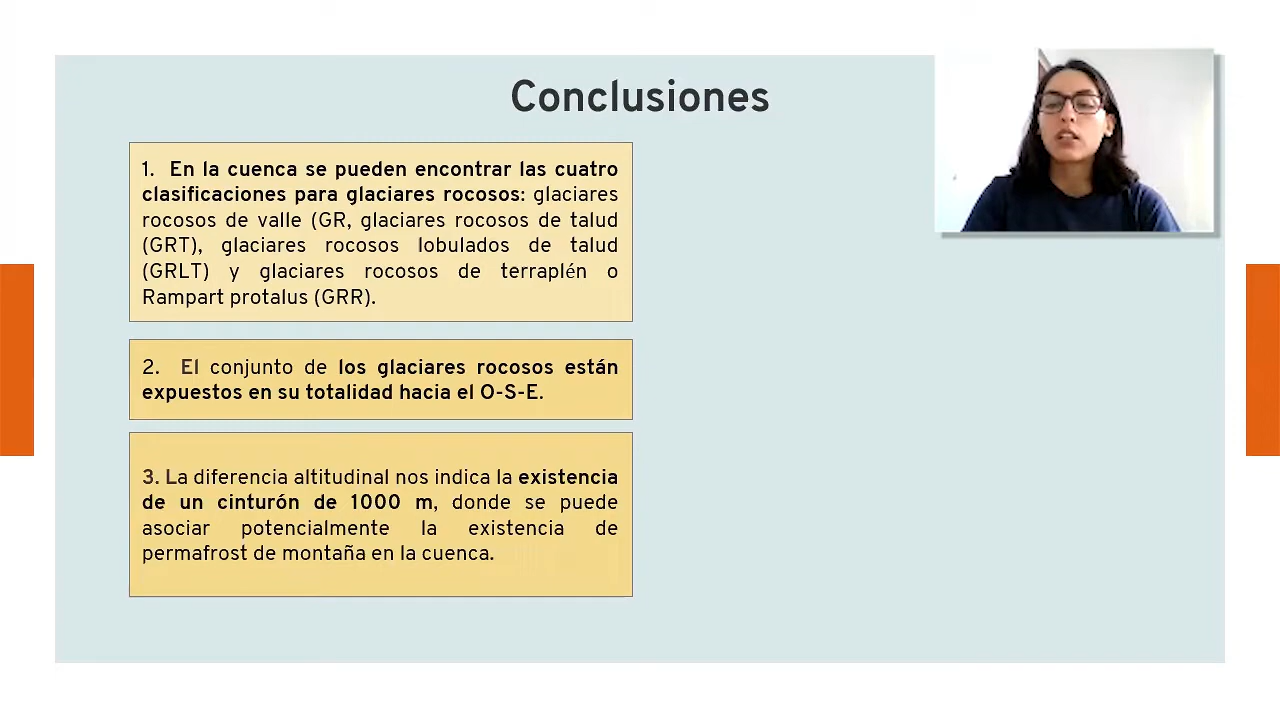 Conclusiones
1. En la cuenca se pueden encontrar las cuatro
clasificaciones para glaciares rocosos: glaciares
rocosos de valle (GR, glaciares rocosos de talud
(GRT), glaciares rocosos lobulados de talud
(GRLT) y glaciares rocosos de terraplén o
Rampart protalus (GRR).
2. El conjunto de los glaciares rocosos están
expuestos en su totalidad hacia el O-S-E.
3. La diferencia altitudinal nos indica la existencia
de un cinturón de 1000 m, donde se puede
asociar potencialmente la existencia de
permafrost de montaña en la cuenca.